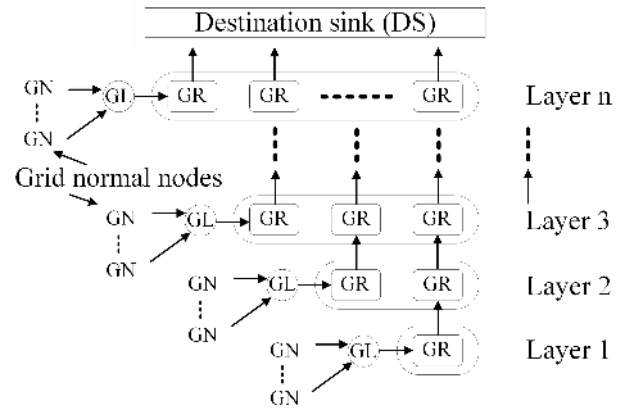 Destination sink (DS)
GN
GL GR GR GR Layer n
GN
Grid normal nodes
GN
GL GR GR GR Layer 3
GN
GN
GL GR GR Layer 2
GN
GN
GL GR Layer 1
GN